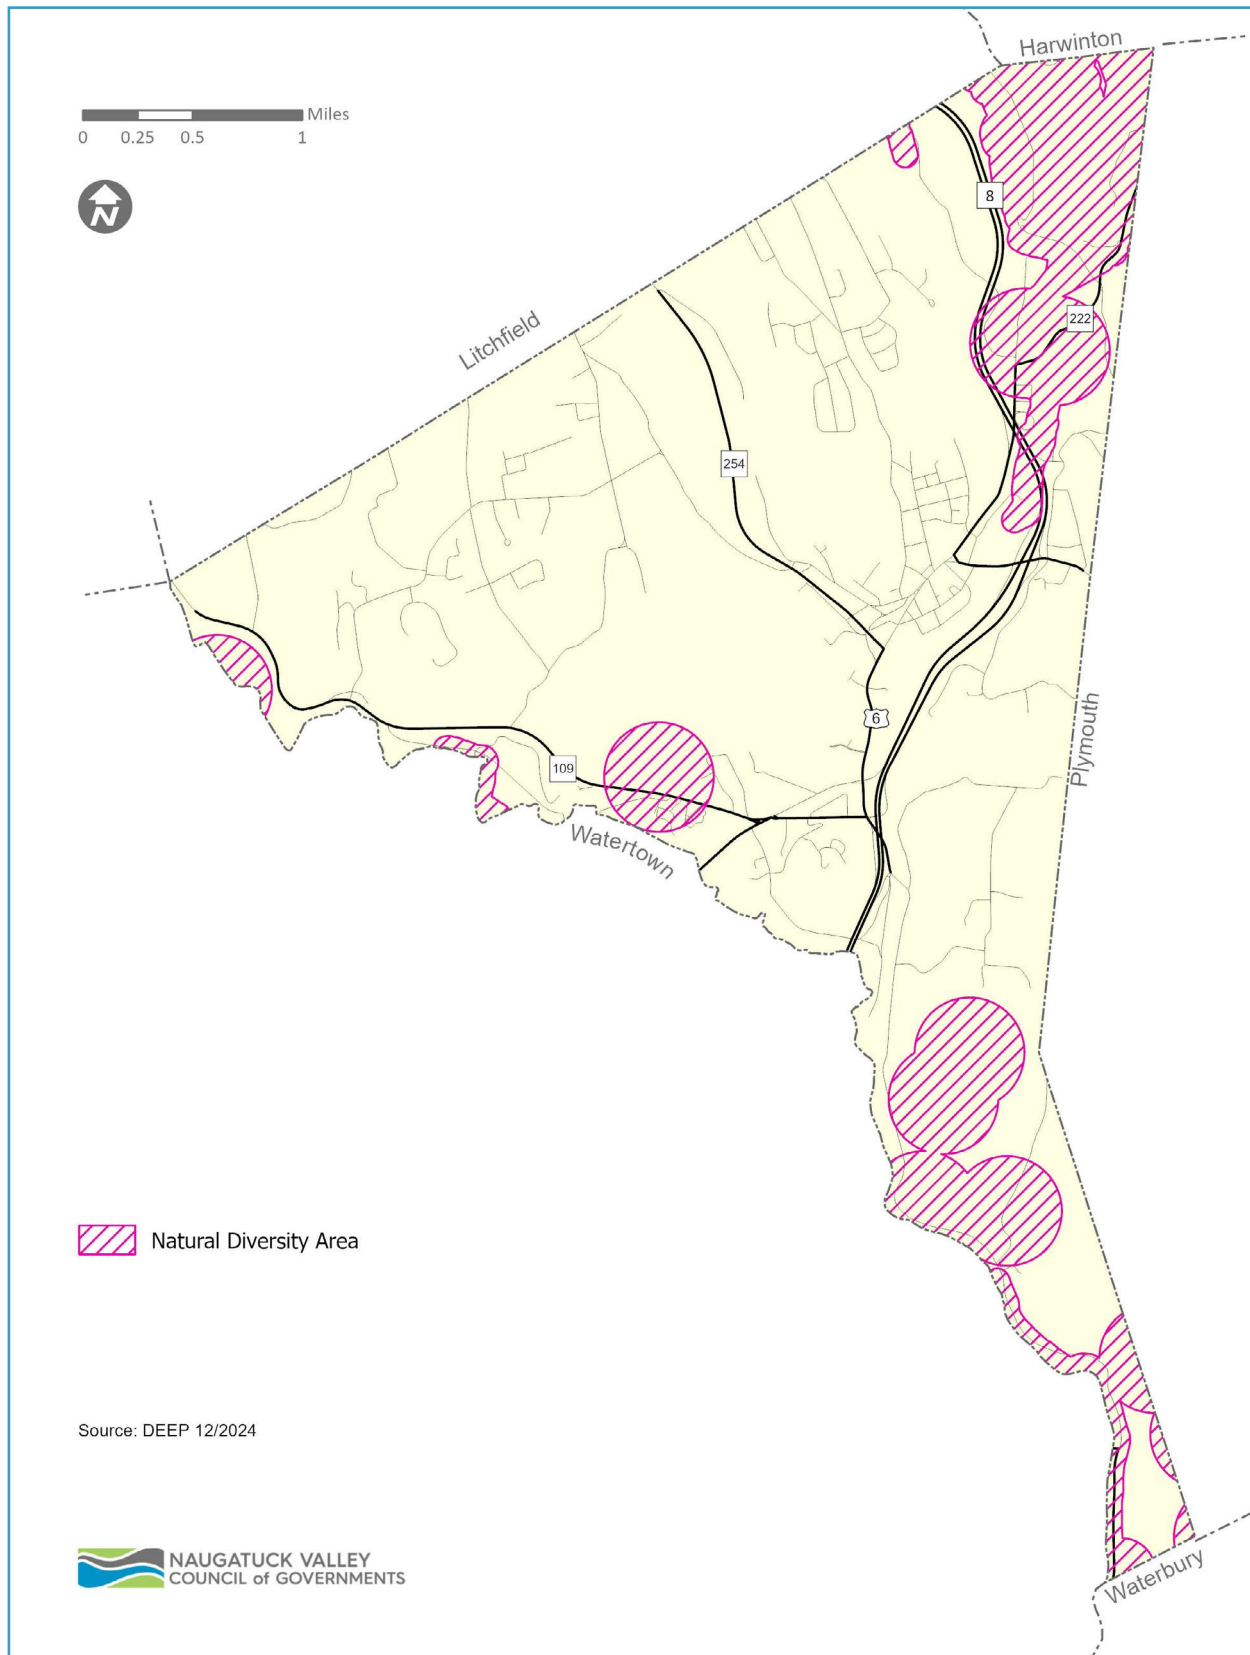 Harwinton
Miles
0 0.25 0.5 1
N
8
Litchfield
222
254
6
Plymouth
109
Watertown
Natural Diversity Area
Source: DEEP 12/2024
NAUGATUCK VALLEY
COUNCIL of GOVERNMENTS
Waterbury